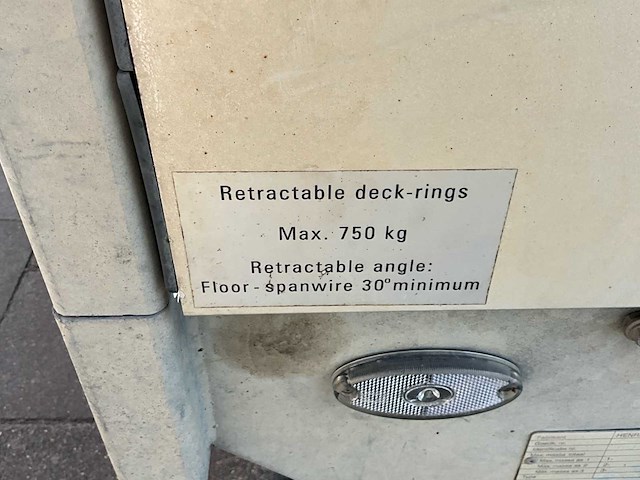 Retractable deck-rings
Max. 750 kg
Retractable angle:
Floor-spanwire 30° minimum